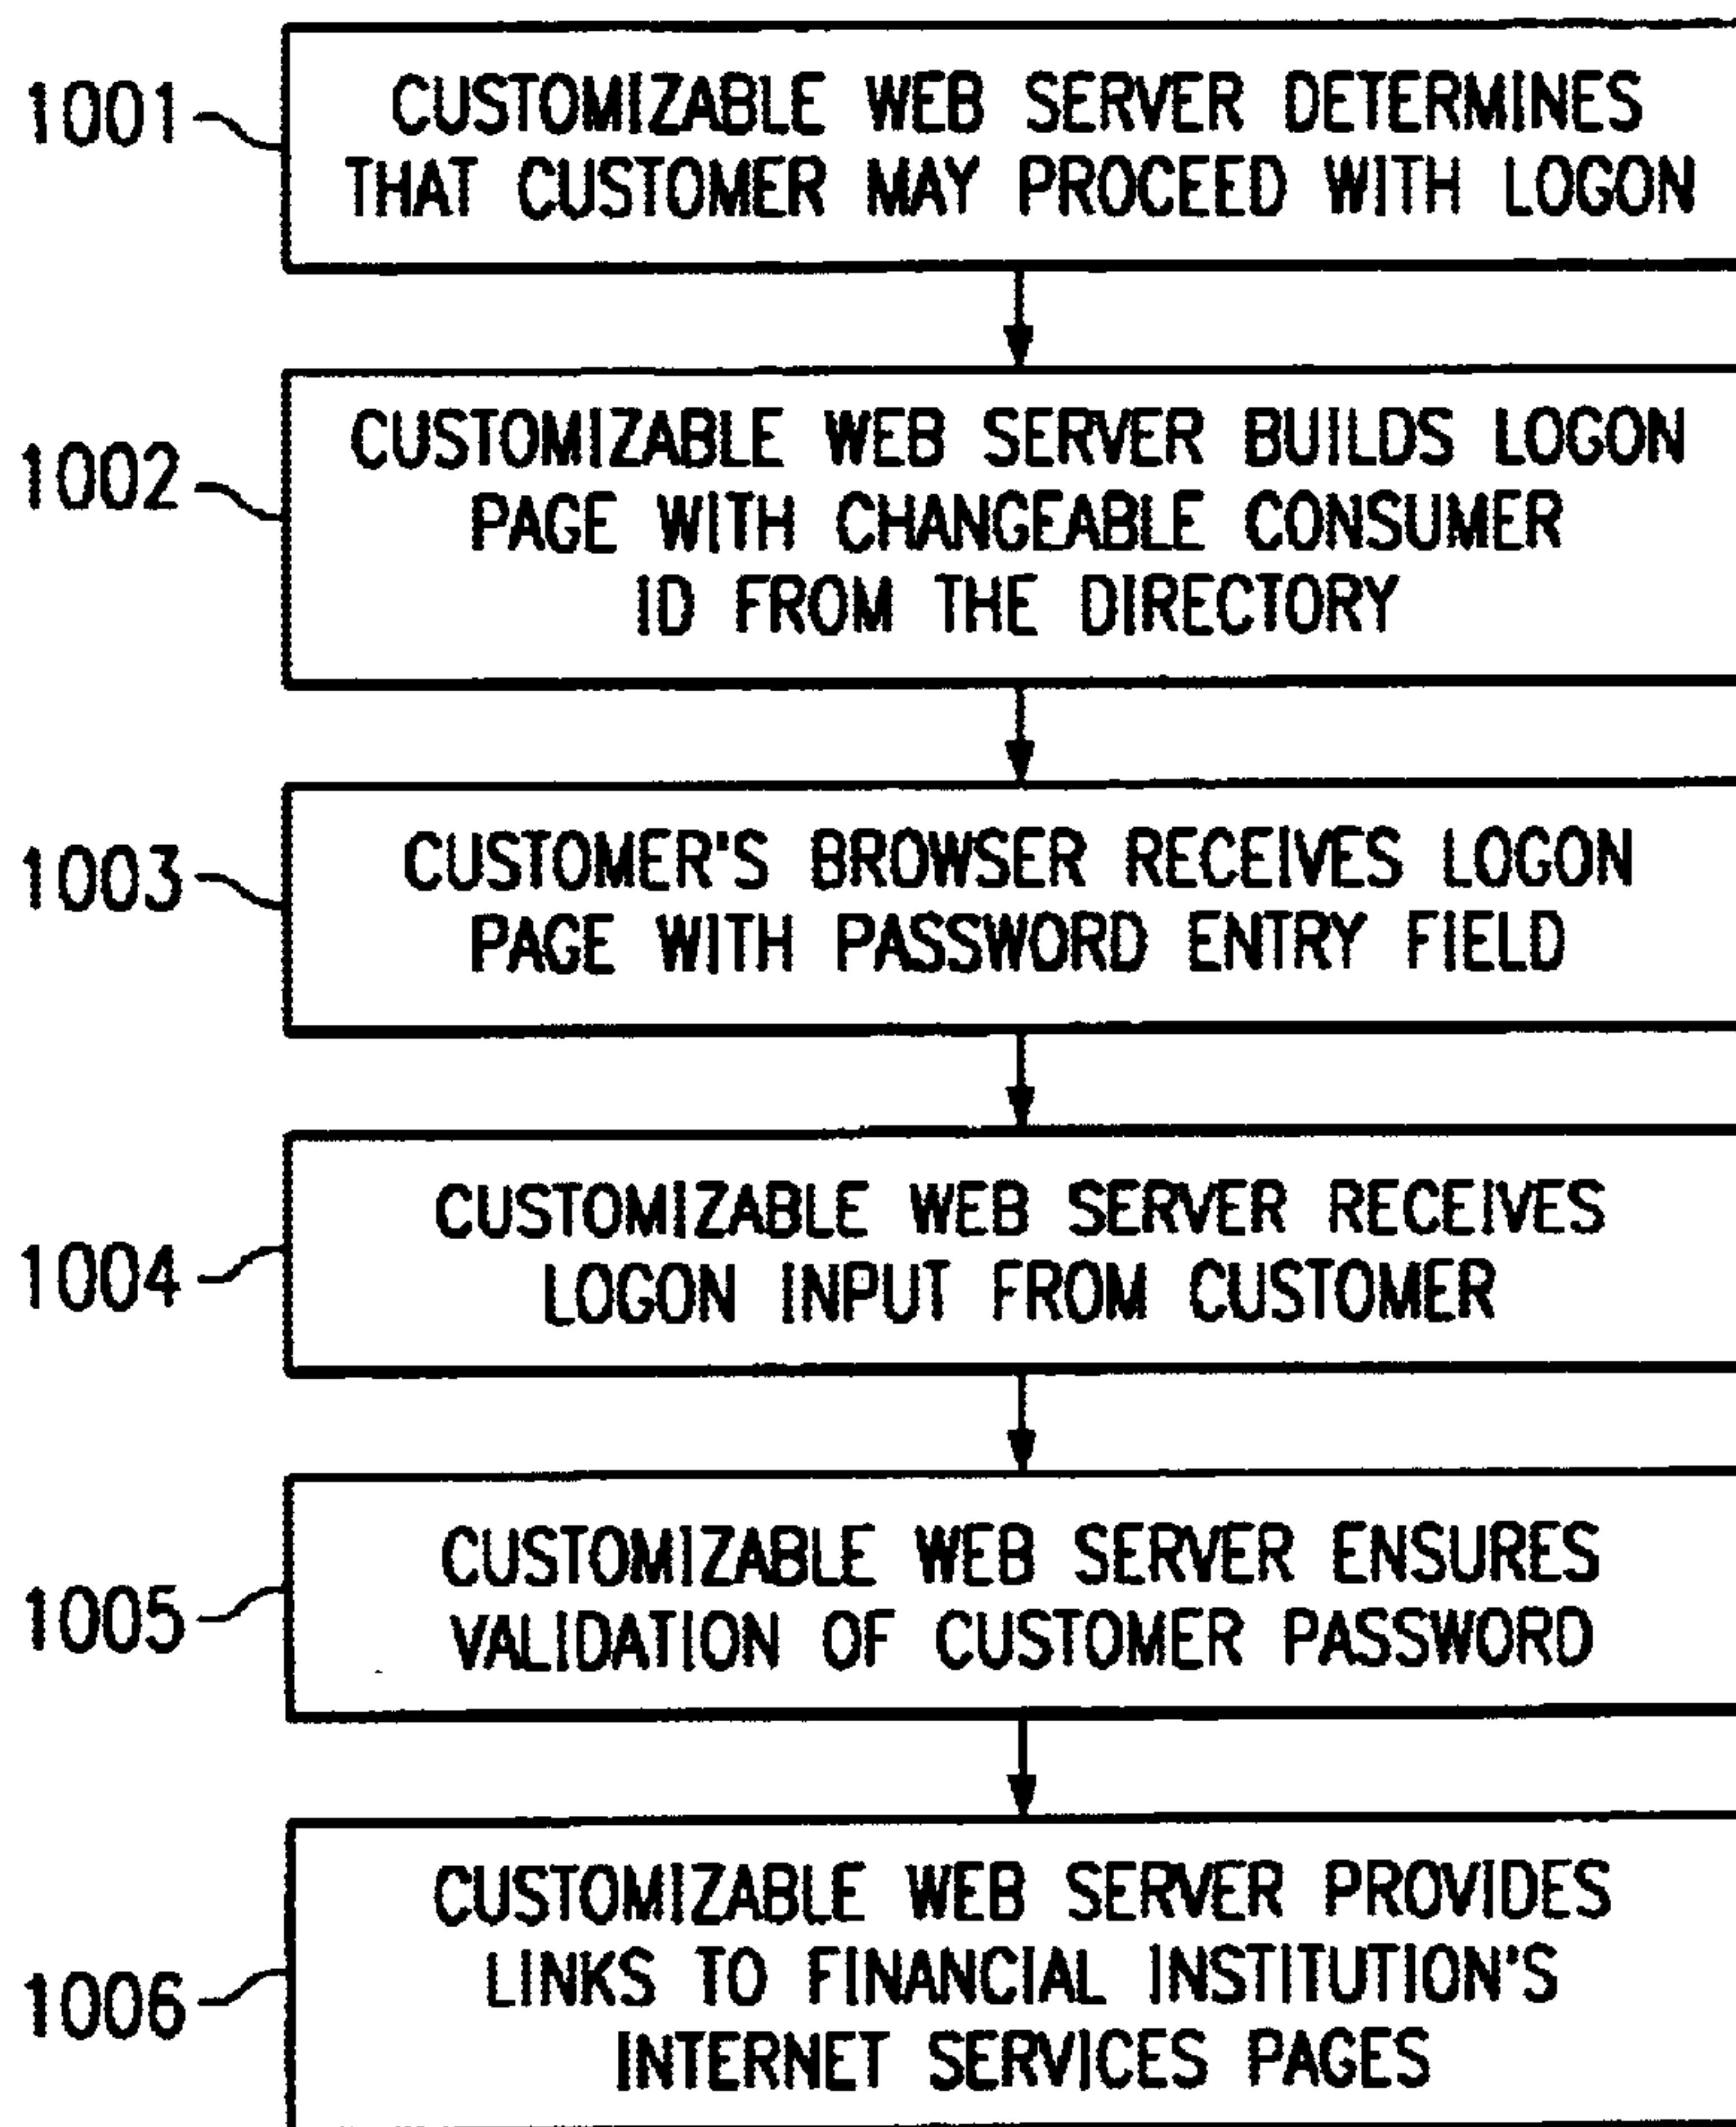 1001
CUSTOMIZABLE WEB SERVER DETERMINES
THAT CUSTOMER MAY PROCEED WITH LOGON
1002
CUSTOMIZABLE WEB SERVER BUILDS LOGON
PAGE WITH CHANGEABLE CONSUMER
ID FROM THE DIRECTORY
1003
CUSTOMER'S BROWSER RECEIVES LOGON
PAGE WITH PASSWORD ENTRY FIELD
1004
CUSTOMIZABLE WEB SERVER RECEIVES
LOGON INPUT FROM CUSTOMER
1005
CUSTOMIZABLE WEB SERVER ENSURES
VALIDATION OF CUSTOMER PASSWORD
1006
CUSTOMIZABLE WEB SERVER PROVIDES
LINKS TO FINANCIAL INSTITUTION'S
INTERNET SERVICES PAGES